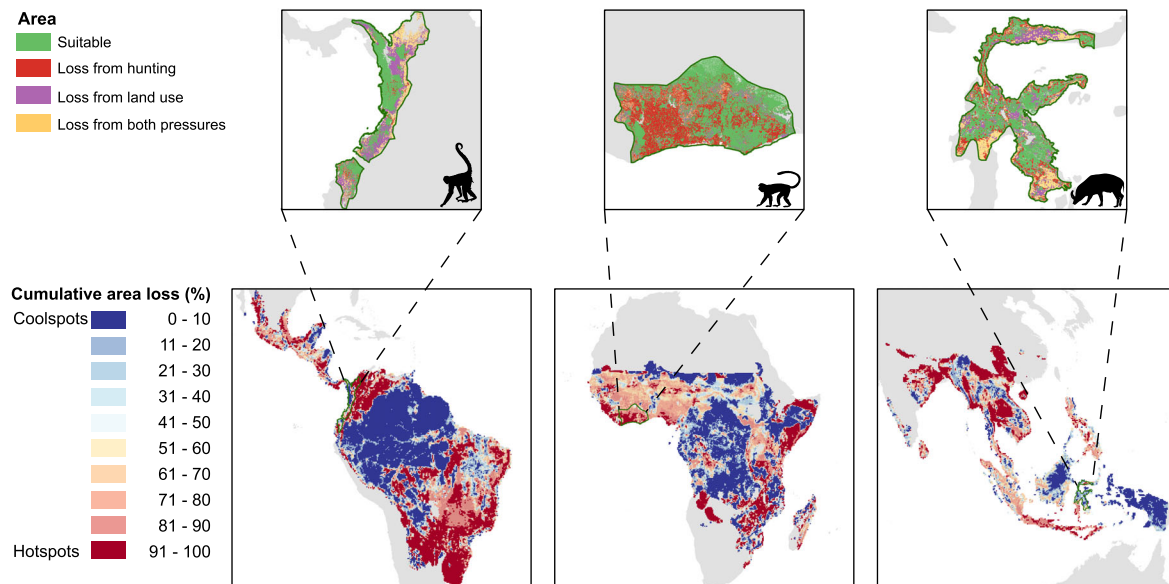 Area
Suitable
Loss from hunting
Loss from land use
Loss from both pressures
Cumulative area loss (%)
Coolspots 0 - 10
11 - 20
21 - 30
31 - 40
41 - 50
51 - 60
61 - 70
71 - 80
81 - 90
Hotspots 91 - 100